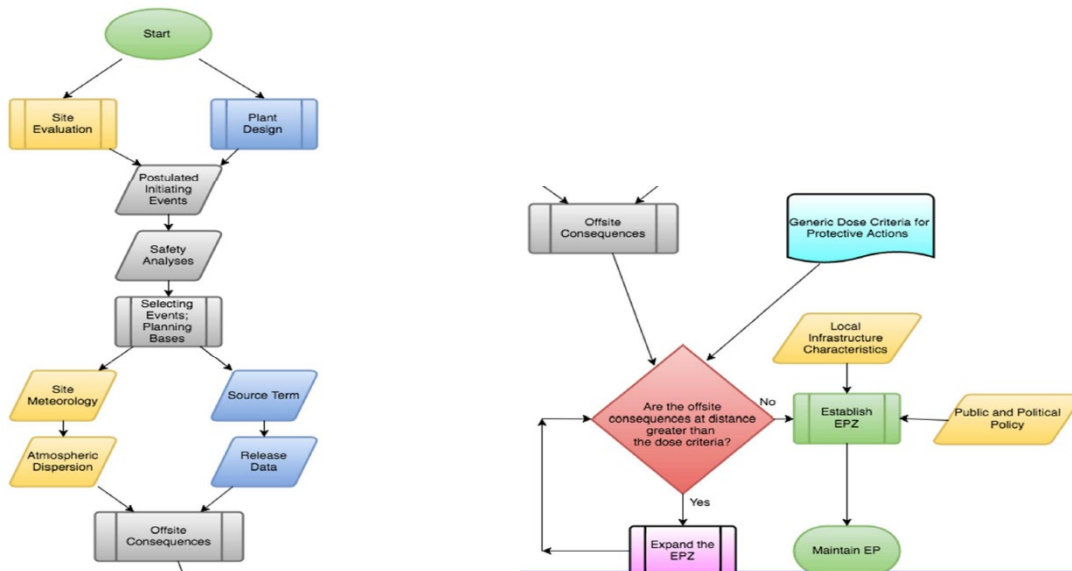 Start
Site
Evaluation
Plant
Design
Postulated
Initiating
Events
Safety
Analyses
Selecting
Events;
Planning
Bases
Site
Meteorology
Source Term
Atmospheric
Dispersion
Release
Data
Offsite
Consequences
Offsite
Consequences
Generic Dose Criteria for
Protective Actions
Local
Infrastructure
Characteristics
Are the offsite
consequences at distance
greater than
the dose criteria?
No
Establish
EPZ
Public and Political
Policy
Yes
Expand the
EPZ
Maintain EP